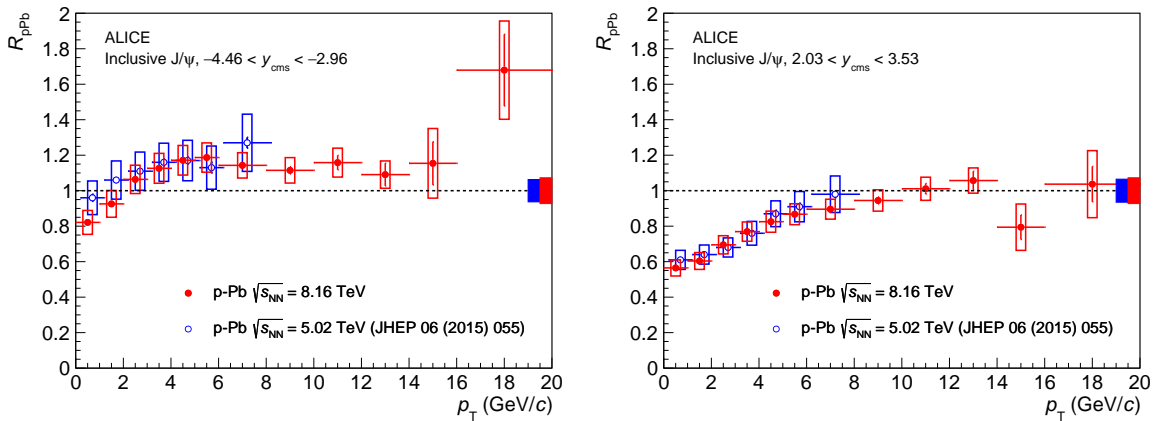 R_pPb
2
1.8
1.6
1.4
1.2
1
0.8
0.6
0.4
0.2
0
ALICE
Inclusive J/ψ, −4.46 < y_cms < −2.96
p-Pb √s_NN = 8.16 TeV
p-Pb √s_NN = 5.02 TeV (JHEP 06 (2015) 055)
0 2 4 6 8 10 12 14 16 18 20
p_T (GeV/c)
R_pPb
2
1.8
1.6
1.4
1.2
1
0.8
0.6
0.4
0.2
0
ALICE
Inclusive J/ψ, 2.03 < y_cms < 3.53
p-Pb √s_NN = 8.16 TeV
p-Pb √s_NN = 5.02 TeV (JHEP 06 (2015) 055)
0 2 4 6 8 10 12 14 16 18 20
p_T (GeV/c)